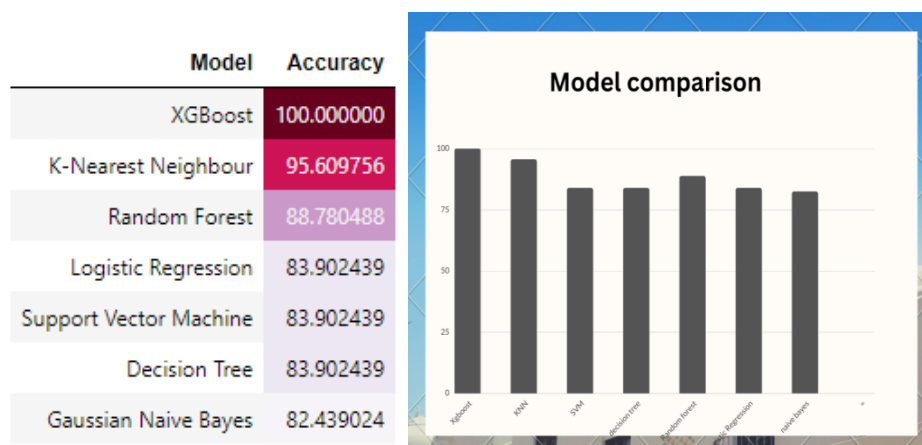 Model Accuracy
XGBoost 100.000000
K-Nearest Neighbour 95.609756
Random Forest 88.780488
Logistic Regression 83.902439
Support Vector Machine 83.902439
Decision Tree 83.902439
Gaussian Naive Bayes 82.439024
Model comparison
100
75
50
25
0
Xgboost
KNN
SVM
decision tree
Random forest
Regression
naive bayes